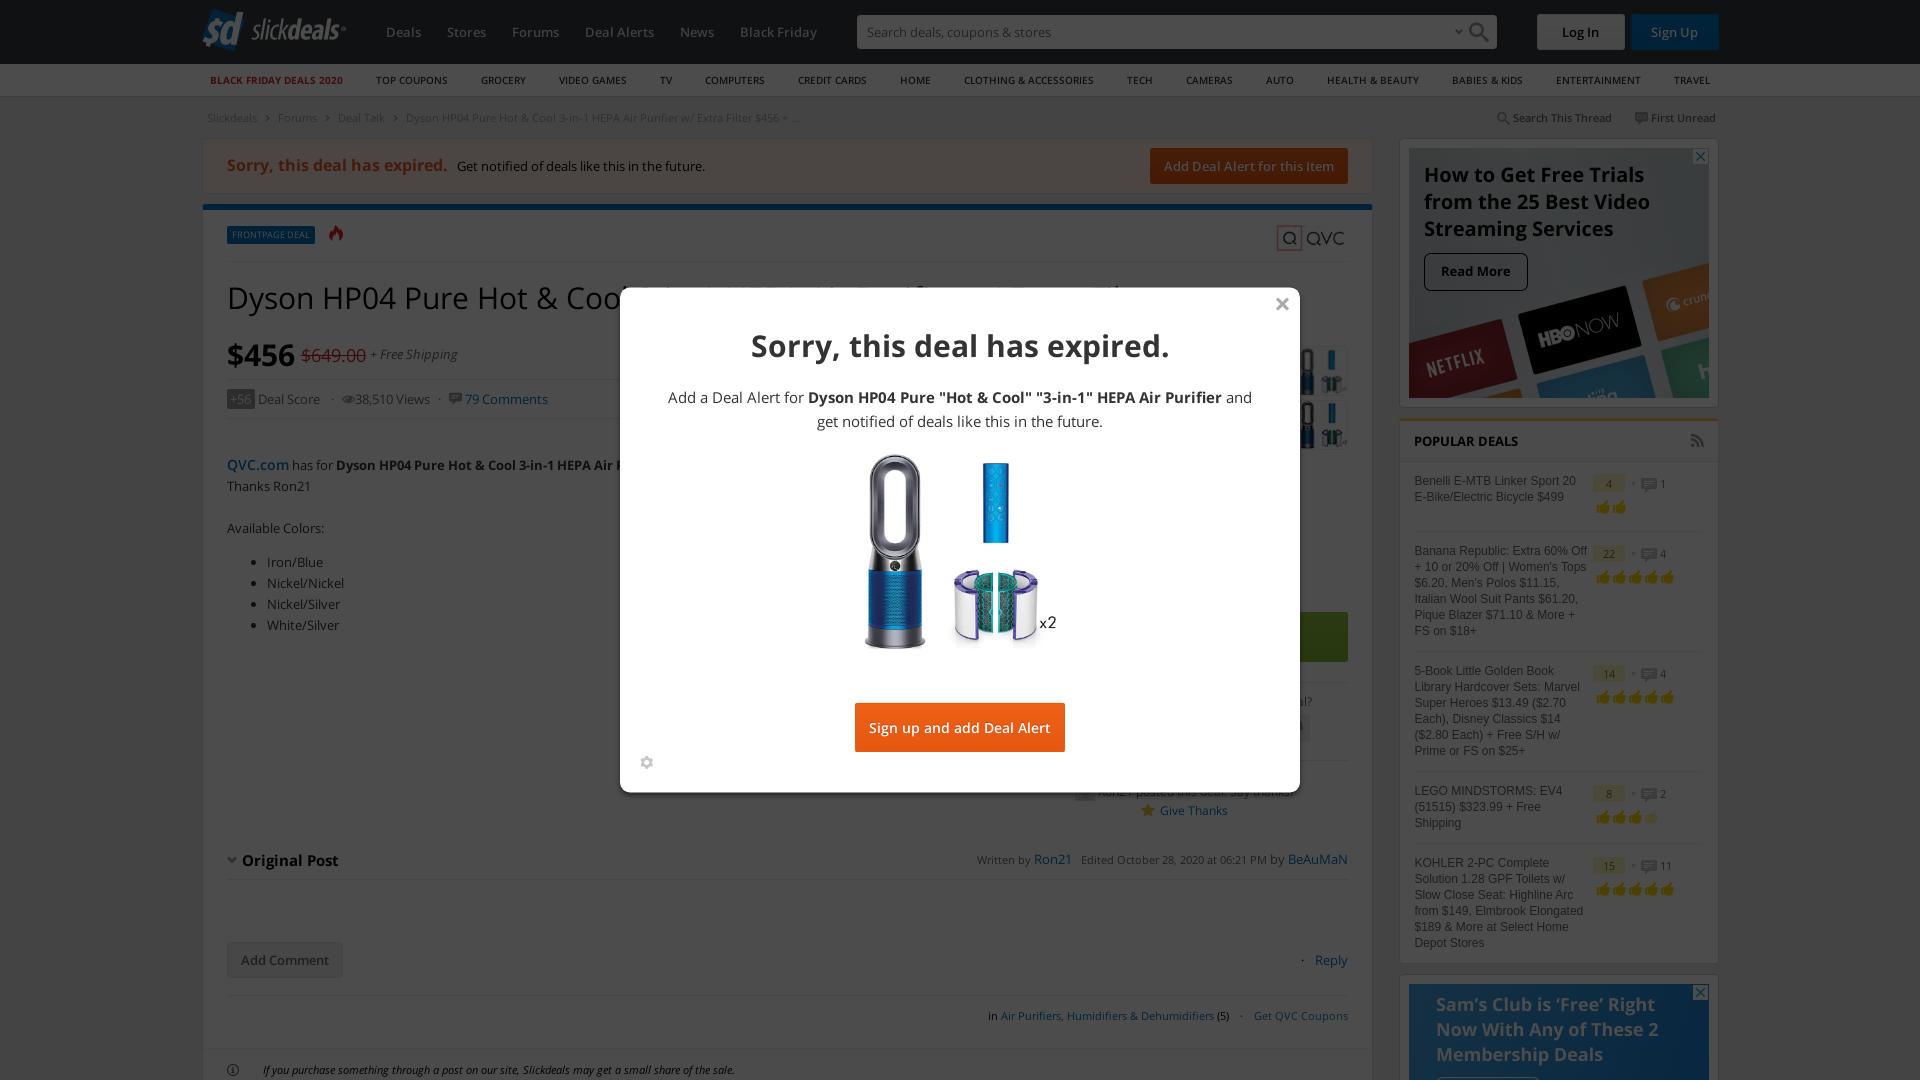 slickdeals
Deals
Stores
Forums
Deal Alerts
News
Black Friday
Search deals, coupons & stores
Log In
Sign Up
BLACK FRIDAY DEALS 2020
TOP COUPONS
GROCERY
VIDEO GAMES
TV
COMPUTERS
CREDIT CARDS
HOME
CLOTHING & ACCESSORIES
TECH
CAMERAS
AUTO
HEALTH & BEAUTY
BABIES & KIDS
ENTERTAINMENT
TRAVEL
Slickdeals > Forums > Deal Talk > Dyson HP04 Pure Hot & Cool 3-in-1 HEPA Air Purifier w/ Extra Filter $456 + ...
Search This Thread
First Unread
Sorry, this deal has expired. Get notified of deals like this in the future.
Add Deal Alert for this Item
FRONTPAGE DEAL
Q QVC
Dyson HP04 Pure Hot & Cool
$456 $649.00 + Free Shipping
+56 Deal Score · 38,510 Views · 79 Comments
QVC.com has for Dyson HP04 Pure Hot & Cool 3-in-1 HEPA Air
Thanks Ron21
Available Colors:
• Iron/Blue
• Nickel/Nickel
• Nickel/Silver
• White/Silver
Sorry, this deal has expired.
Add a Deal Alert for Dyson HP04 Pure "Hot & Cool" "3-in-1" HEPA Air Purifier and
get notified of deals like this in the future.
x2
Sign up and add Deal Alert
Give Thanks
Original Post
Written by Ron21 Edited October 28, 2020 at 06:21 PM by BeAuMaN
Add Comment
· Reply
in Air Purifiers, Humidifiers & Dehumidifiers (5) · Get QVC Coupons
If you purchase something through a post on our site, Slickdeals may get a small share of the sale.
How to Get Free Trials
from the 25 Best Video
Streaming Services
Read More
NETFLIX
HBO NOW
crunc
h
POPULAR DEALS
Benelli E-MTB Linker Sport 20
E-Bike/Electric Bicycle $499
4 · 1
Banana Republic: Extra 60% Off
+ 10 or 20% Off | Women's Tops
$6.20, Men's Polos $11.15,
Italian Wool Suit Pants $61.20,
Pique Blazer $71.10 & More +
FS on $18+
22 · 4
5-Book Little Golden Book
Library Hardcover Sets: Marvel
Super Heroes $13.49 ($2.70
Each), Disney Classics $14
($2.80 Each) + Free S/H w/
Prime or FS on $25+
14 · 4
LEGO MINDSTORMS: EV4
(51515) $323.99 + Free
Shipping
8 · 2
KOHLER 2-PC Complete
Solution 1.28 GPF Toilets w/
Slow Close Seat: Highline Arc
from $149, Elmbrook Elongated
$189 & More at Select Home
Depot Stores
15 · 11
Sam's Club is 'Free' Right
Now With Any of These 2
Membership Deals